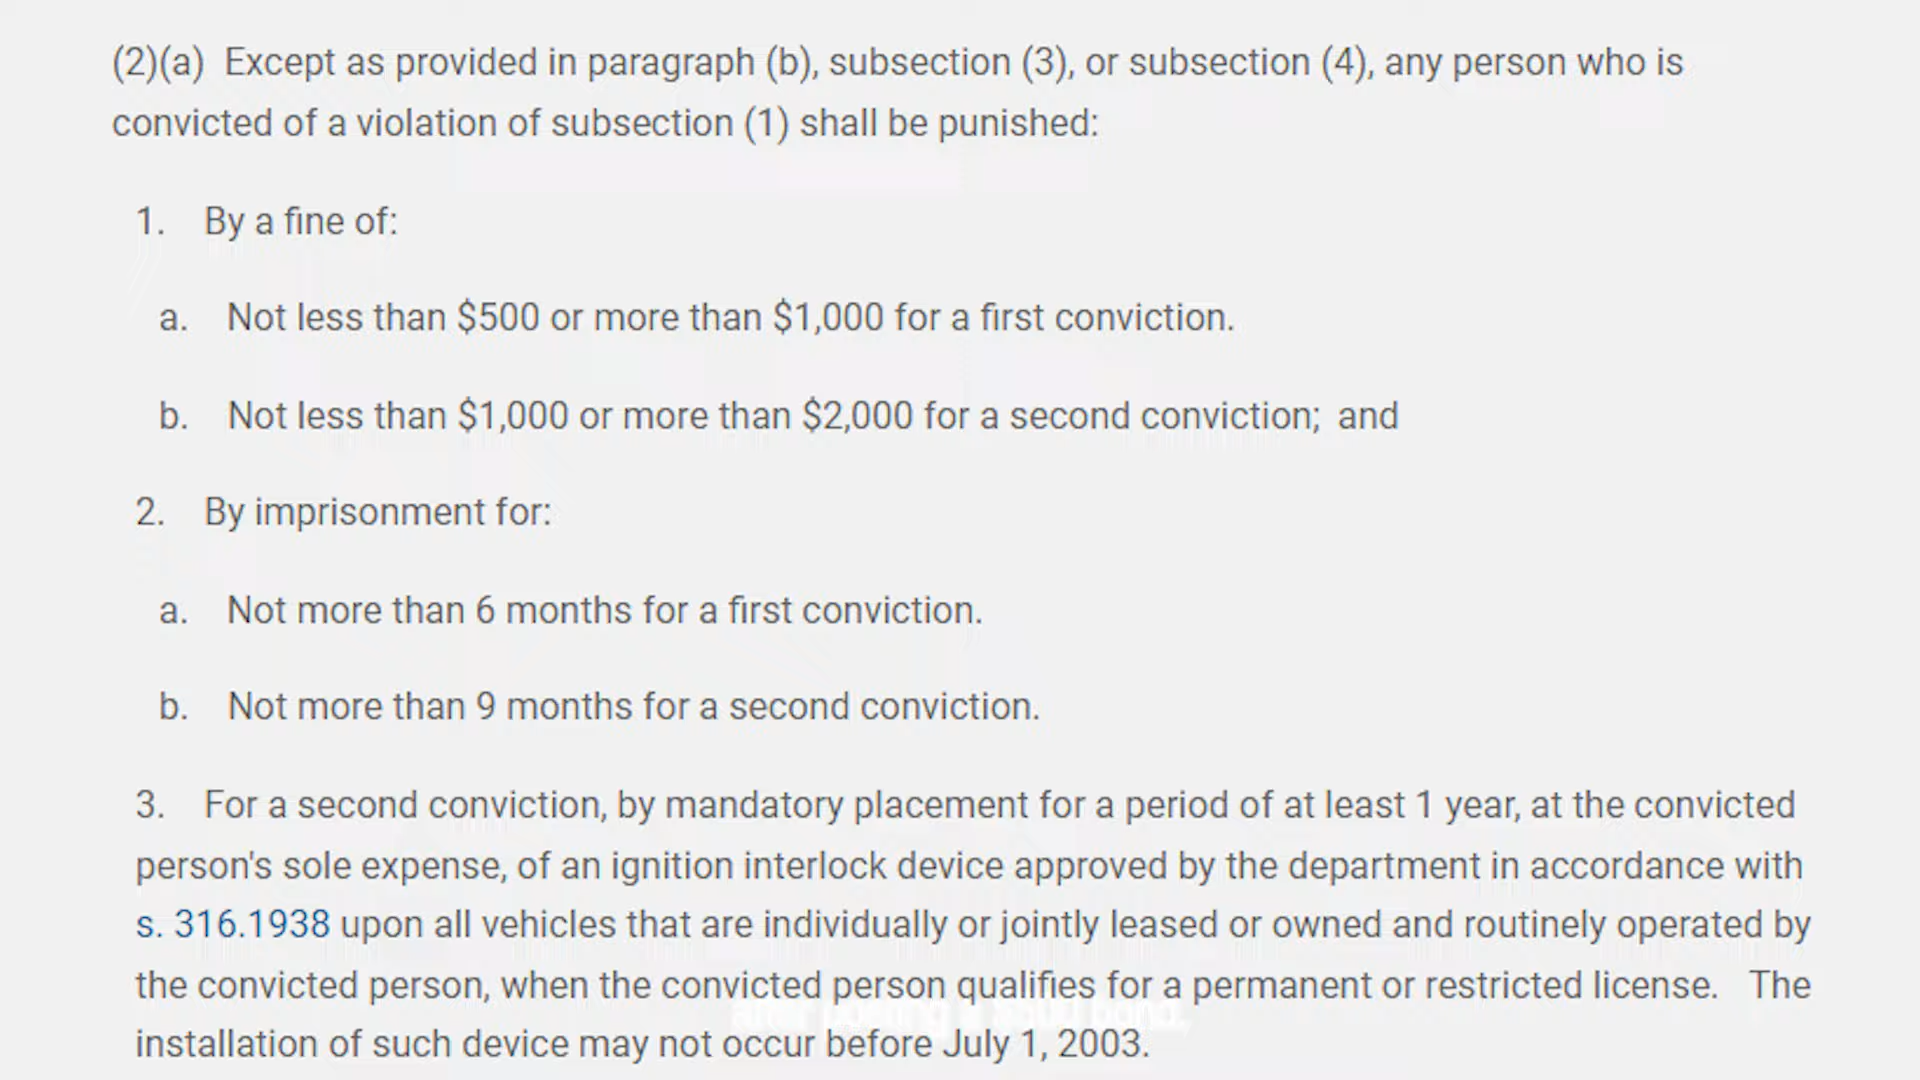 (2)(a) Except as provided in paragraph (b), subsection (3), or subsection (4), any person who is
convicted of a violation of subsection (1) shall be punished:
1. By a fine of:
a. Not less than $500 or more than $1,000 for a first conviction.
b. Not less than $1,000 or more than $2,000 for a second conviction; and
2. By imprisonment for:
a. Not more than 6 months for a first conviction.
b. Not more than 9 months for a second conviction.
3. For a second conviction, by mandatory placement for a period of at least 1 year, at the convicted
person's sole expense, of an ignition interlock device approved by the department in accordance with
s. 316.1938 upon all vehicles that are individually or jointly leased or owned and routinely operated by
the convicted person, when the convicted person qualifies for a permanent or restricted license. The
installation of such device may not occur before July 1, 2003.